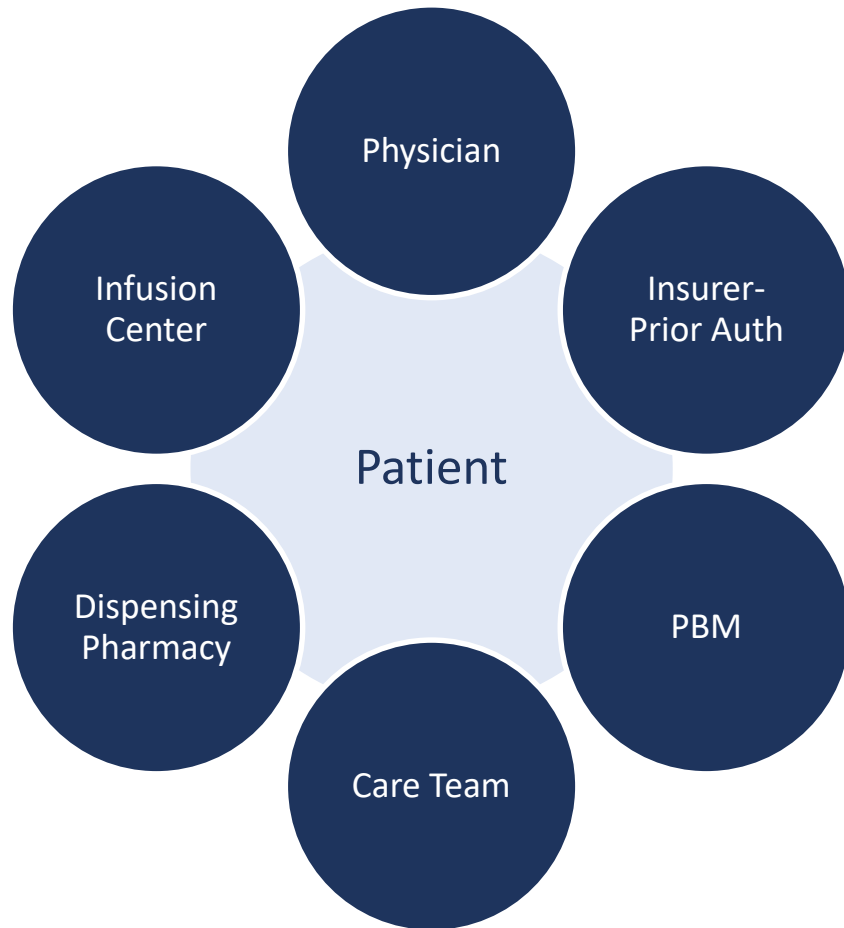 Physician
Infusion
Center
Insurer-
Prior Auth
Patient
Dispensing
Pharmacy
PBM
Care Team